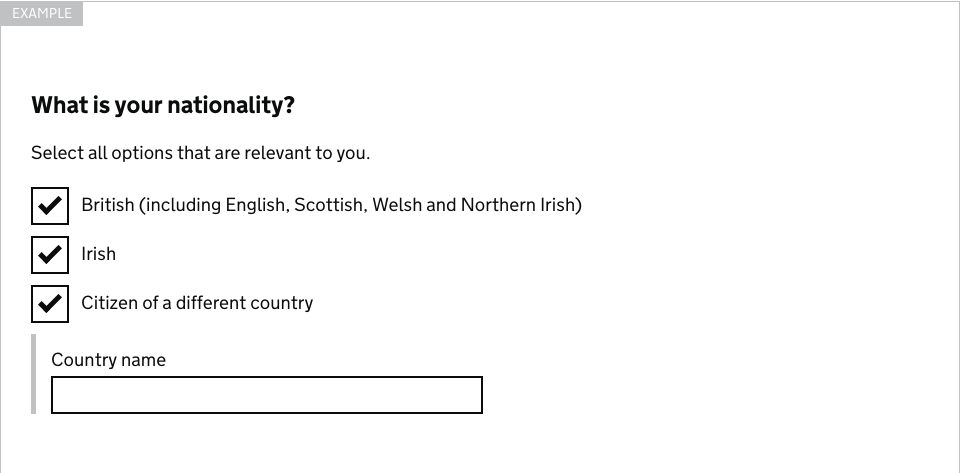 EXAMPLE
What is your nationality?
Select all options that are relevant to you.
British (including English, Scottish, Welsh and Northern Irish)
Irish
Citizen of a different country
Country name